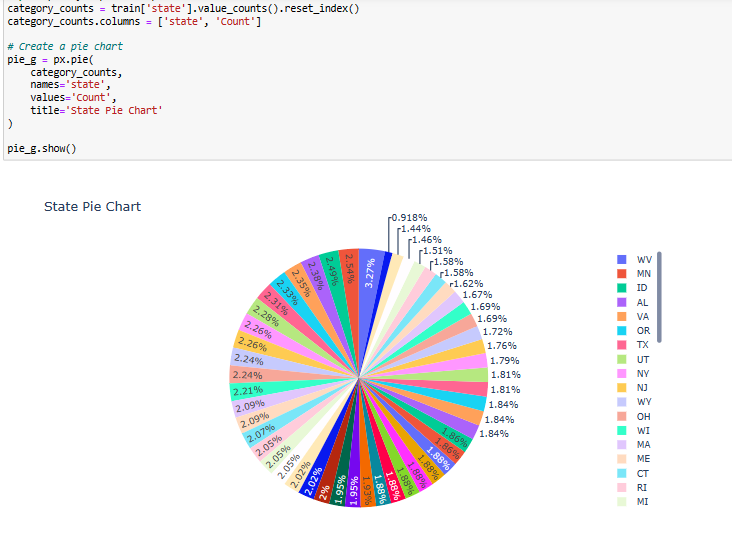 category_counts = train['state'].value_counts().reset_index()
category_counts.columns = ['state', 'Count']
# Create a pie chart
pie_g = px.pie(
    category_counts,
    names='state',
    values='Count',
    title='State Pie Chart'
)
pie_g.show()
State Pie Chart
0.918%
1.44%
1.46%
1.51%
1.58%
1.58%
1.62%
1.67%
1.69%
1.69%
1.72%
1.76%
1.79%
1.81%
1.81%
1.84%
1.84%
1.84%
1.86%
1.86%
1.88%
1.88%
1.88%
1.88%
1.88%
1.88%
1.93%
1.95%
1.95%
2%
2.02%
2.02%
2.05%
2.05%
2.05%
2.07%
2.09%
2.09%
2.21%
2.24%
2.24%
2.26%
2.26%
2.28%
2.31%
2.33%
2.35%
2.38%
2.49%
2.54%
3.27%
WV
MN
ID
AL
VA
OR
TX
UT
NY
NJ
WY
OH
WI
MA
ME
CT
RI
MI